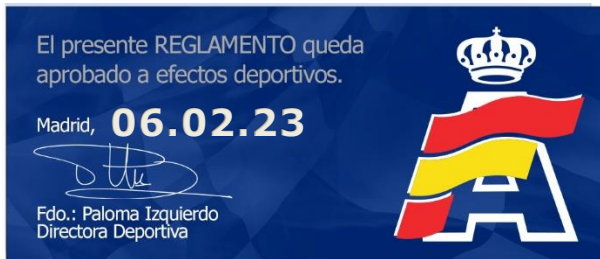 El presente REGLAMENTO queda
aprobado a efectos deportivos.
Madrid, 06.02.23
Fdo.: Paloma Izquierdo
Directora Deportiva